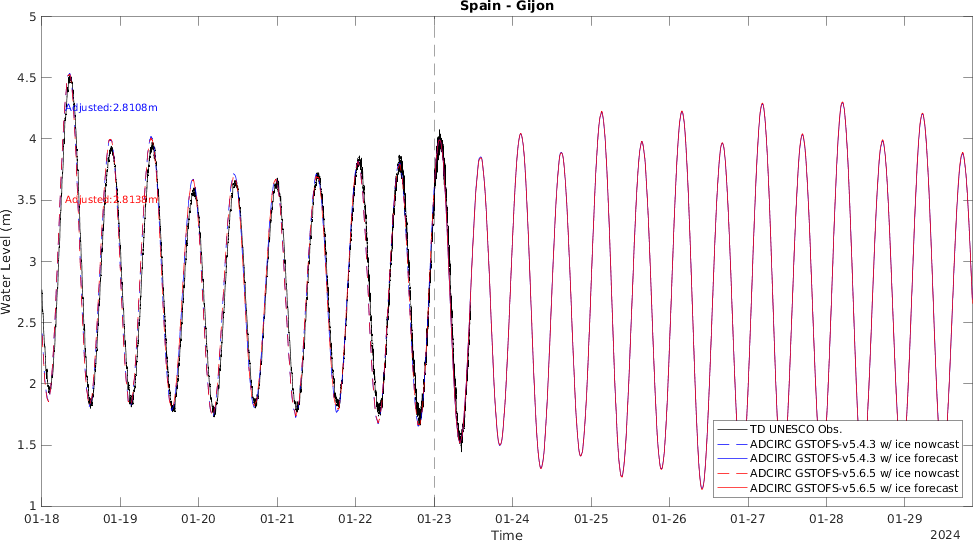 Spain - Gijon
5
4.5
4
3.5
3
2.5
2
1.5
1
Water Level (m)
Adjusted:2.8108m
Adjusted:2.8138m
TD UNESCO Obs.
ADCIRC GSTOFS-v5.4.3 w/ ice nowcast
ADCIRC GSTOFS-v5.4.3 w/ ice forecast
ADCIRC GSTOFS-v5.6.5 w/ ice nowcast
ADCIRC GSTOFS-v5.6.5 w/ ice forecast
01-18 01-19 01-20 01-21 01-22 01-23 01-24 01-25 01-26 01-27 01-28 01-29
Time
2024